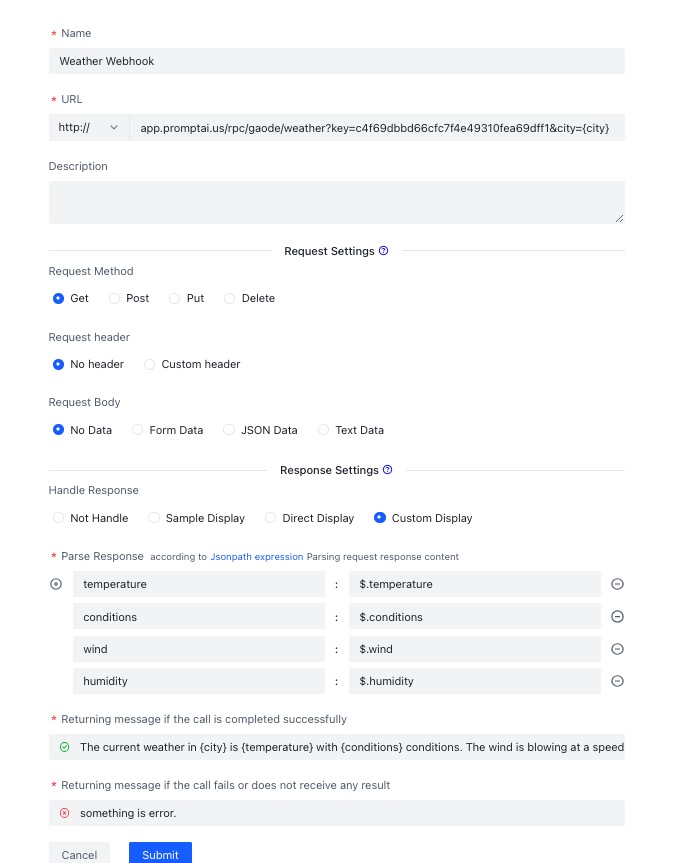 * Name
Weather Webhook
* URL
http:// app.promptai.us/rpc/gaode/weather?key=c4f69dbbd66cfc7f4e49310fea69dff1&city={city}
Description
Request Settings
Request Method
Get Post Put Delete
Request header
No header Custom header
Request Body
No Data Form Data JSON Data Text Data
Response Settings
Handle Response
Not Handle Sample Display Direct Display Custom Display
* Parse Response according to Jsonpath expression Parsing request response content
temperature : $.temperature
conditions : $.conditions
wind : $.wind
humidity : $.humidity
* Returning message if the call is completed successfully
The current weather in {city} is {temperature} with {conditions} conditions. The wind is blowing at a speed
* Returning message if the call fails or does not receive any result
something is error.
Cancel Submit